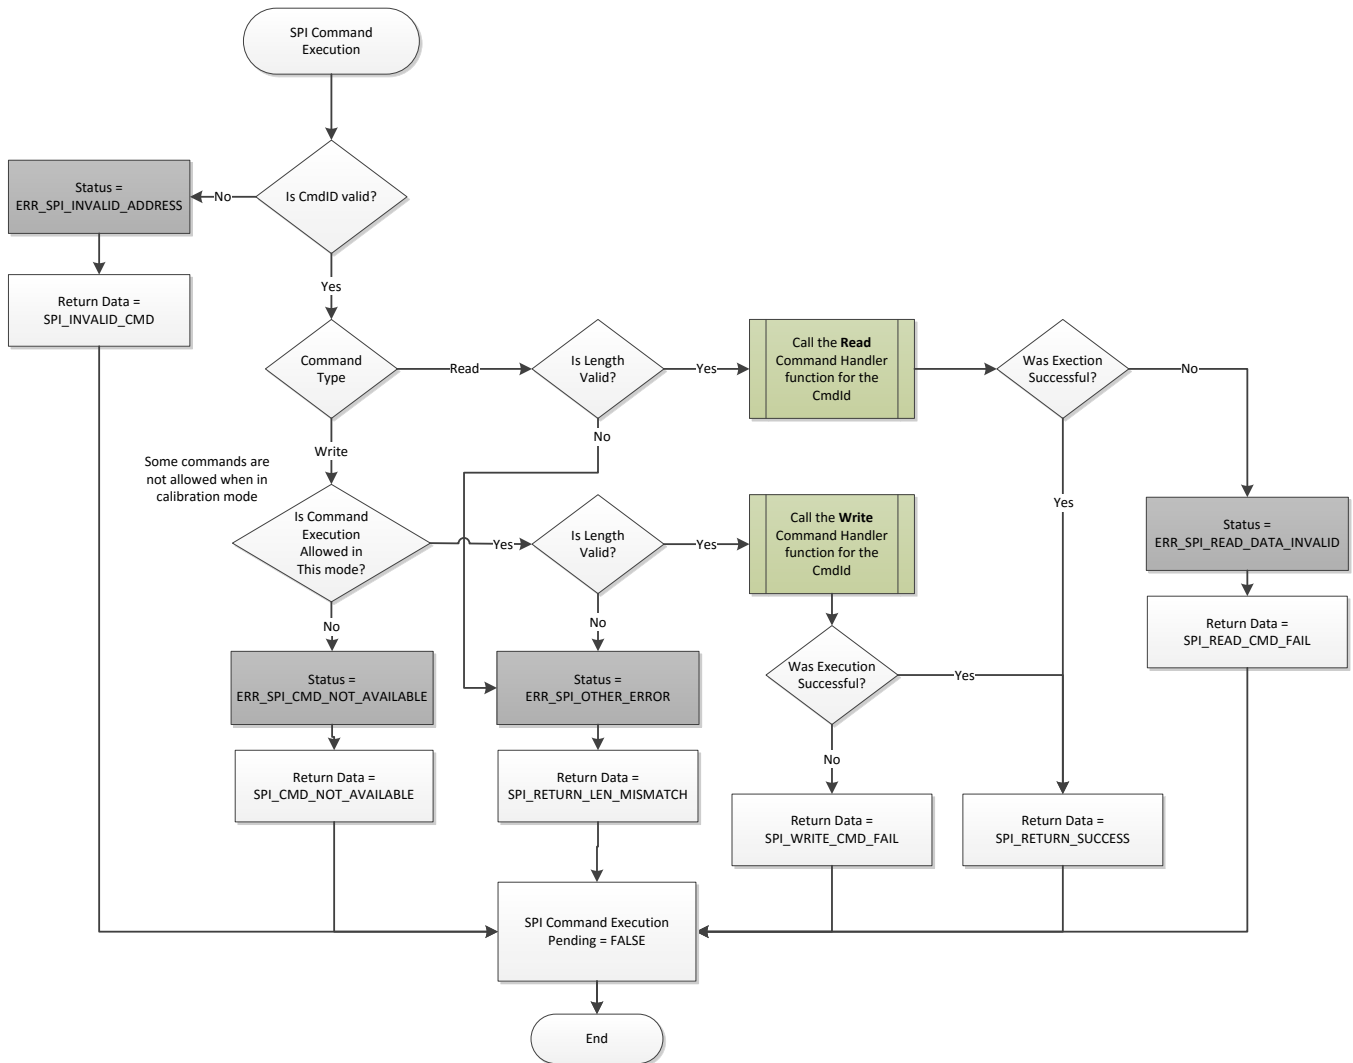 SPI Command
Execution
Status =
ERR_SPI_INVALID_ADDRESS
No
Is CmdID valid?
Return Data =
SPI_INVALID_CMD
Yes
Command
Type
Read
Is Length
Valid?
Yes
Call the Read
Command Handler
function for the
CmdId
Was Exection
Successful?
No
Write
No
Some commands are
not allowed when in
calibration mode
Is Command
Execution
Allowed in
This mode?
Yes
Is Length
Valid?
Yes
Call the Write
Command Handler
function for the
CmdId
Yes
Status =
ERR_SPI_READ_DATA_INVALID
No
No
Return Data =
SPI_READ_CMD_FAIL
Status =
ERR_SPI_CMD_NOT_AVAILABLE
Status =
ERR_SPI_OTHER_ERROR
Was Execution
Successful?
Yes
No
Return Data =
SPI_CMD_NOT_AVAILABLE
Return Data =
SPI_RETURN_LEN_MISMATCH
Return Data =
SPI_WRITE_CMD_FAIL
Return Data =
SPI_RETURN_SUCCESS
SPI Command Execution
Pending = FALSE
End